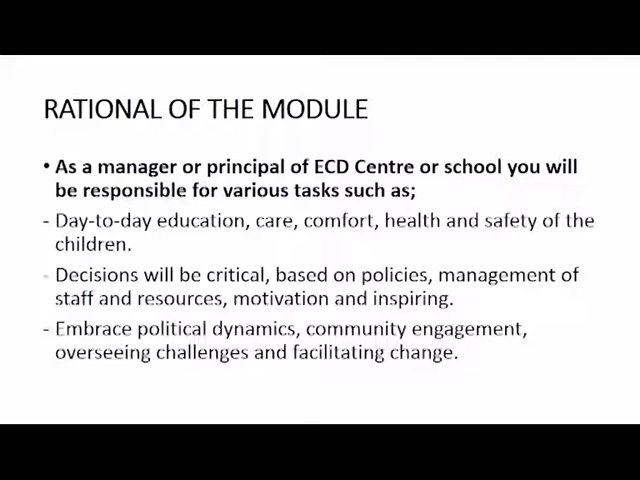 RATIONAL OF THE MODULE
• As a manager or principal of ECD Centre or school you will
be responsible for various tasks such as;
- Day-to-day education, care, comfort, health and safety of the
children.
- Decisions will be critical, based on policies, management of
staff and resources, motivation and inspiring.
- Embrace political dynamics, community engagement,
overseeing challenges and facilitating change.